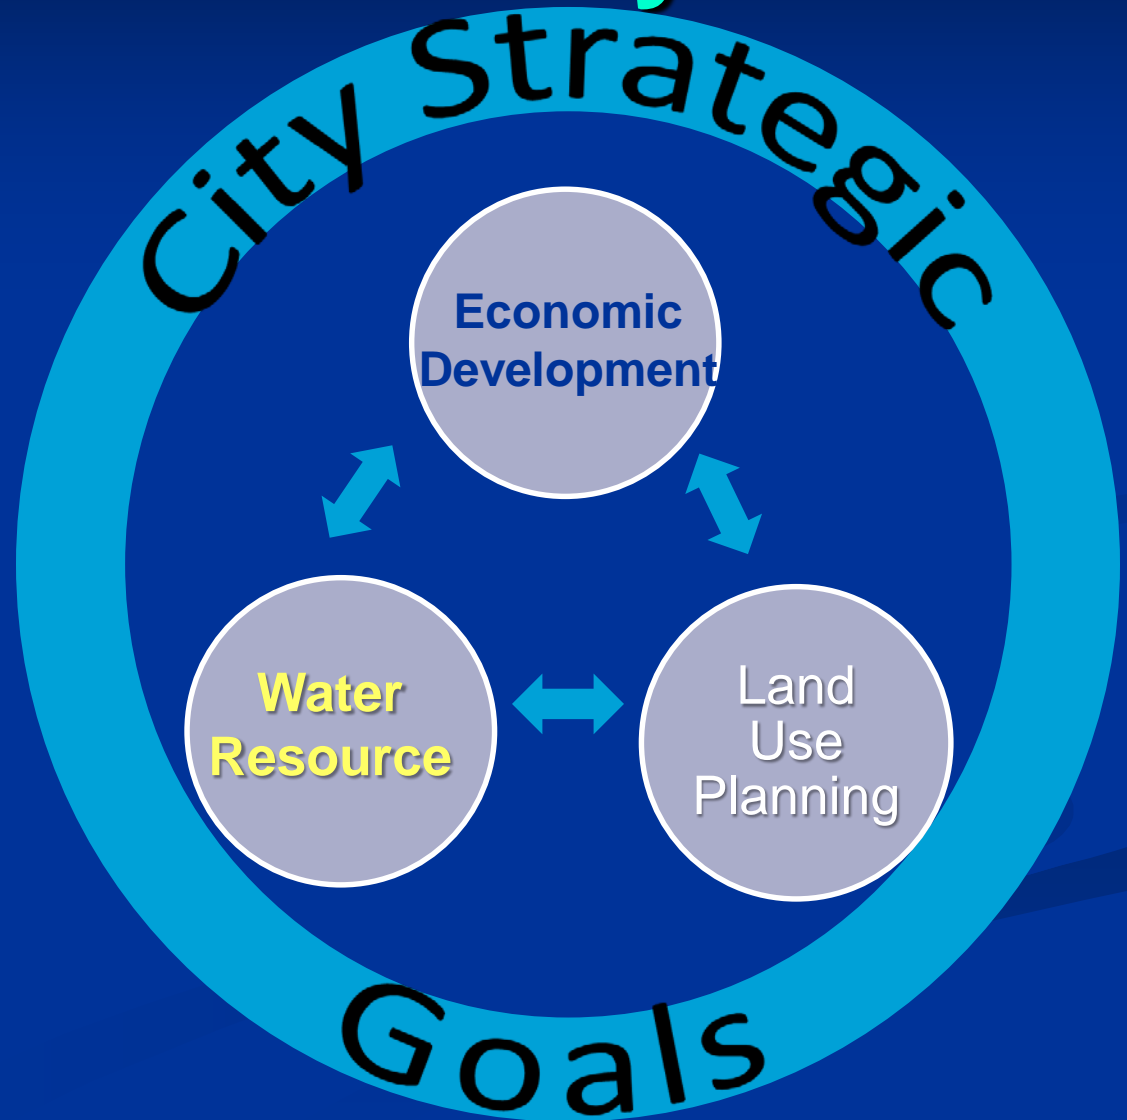 City Strategic
Economic
Development
Water
Resource
Land
Use
Planning
Goals